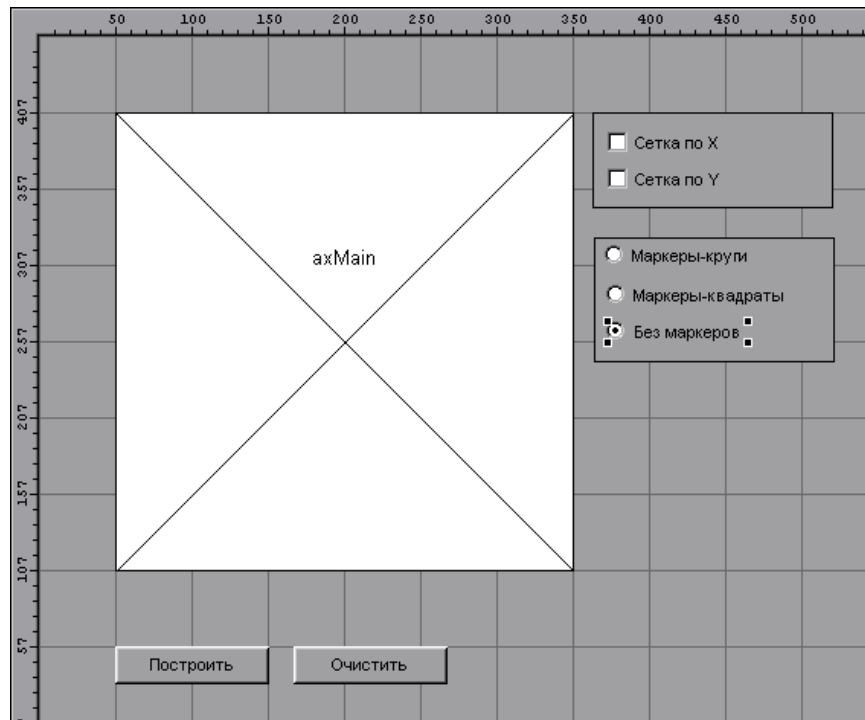 50 100 150 200 250 300 350 400 450 500
407
357
307
257
207
157
107
57
axMain
Сетка по X
Сетка по Y
Маркеры-круги
Маркеры-квадраты
Без маркеров
Построить
Очистить